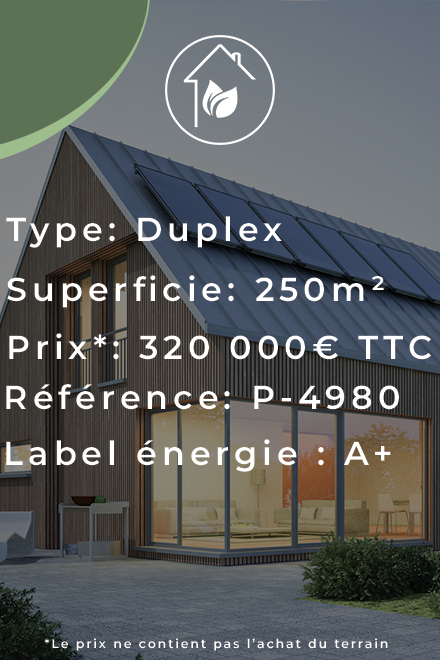 Type: Duplex
Superficie: 250m²
Prix*: 320 000€ TTC
Référence: P-4980
Label énergie : A+
*Le prix ne contient pas l'achat du terrain